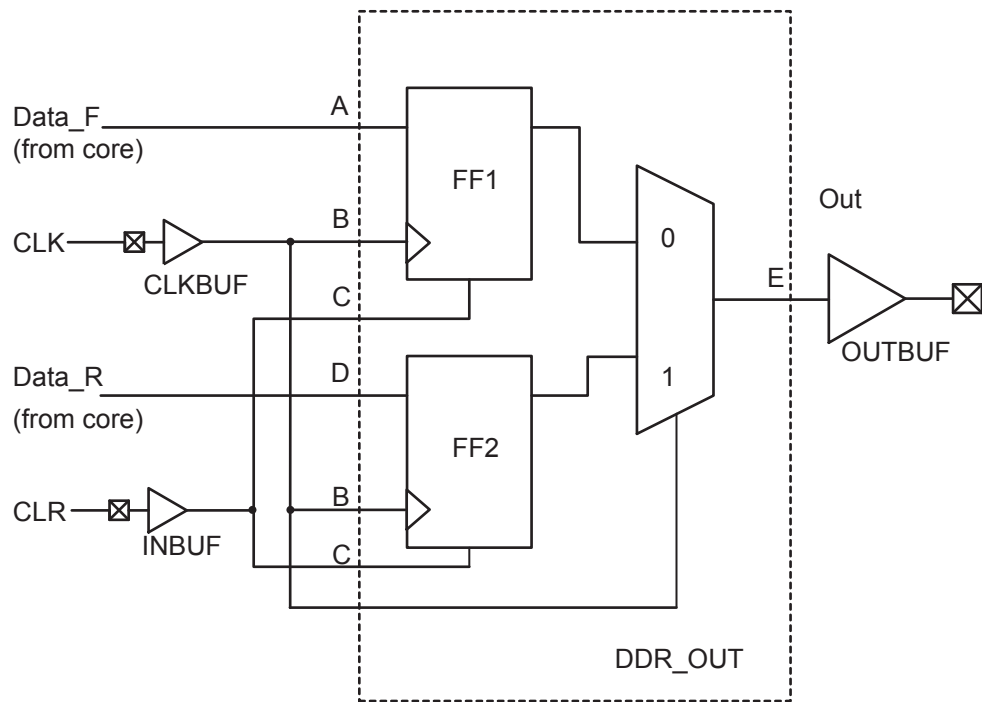 Data_F
(from core)
A
FF1
B
CLK
CLKBUF
C
0
Out
E
OUTBUF
Data_R
(from core)
D
1
FF2
CLR
INBUF
B
C
DDR_OUT